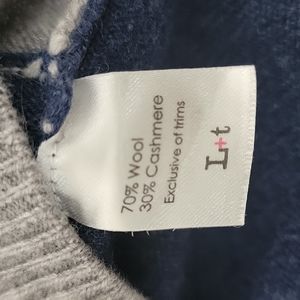 70% Wool
30% Cashmere
Exclusive of trims
L+t